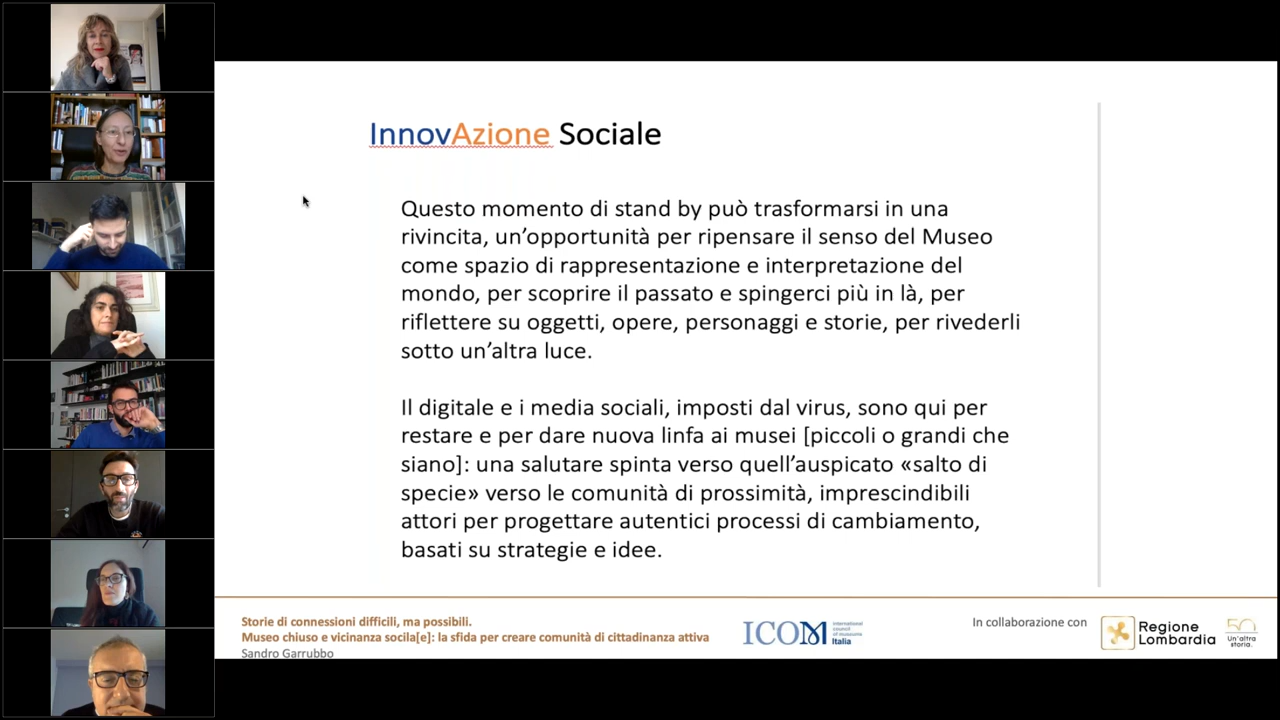 InnovAzione Sociale
Questo momento di stand by può trasformarsi in una
rivincita, un’opportunità per ripensare il senso del Museo
come spazio di rappresentazione e interpretazione del
mondo, per scoprire il passato e spingerci più in là, per
riflettere su oggetti, opere, personaggi e storie, per rivederli
sotto un’altra luce.
Il digitale e i media sociali, imposti dal virus, sono qui per
restare e per dare nuova linfa ai musei [piccoli o grandi che
siano]: una salutare spinta verso quell’auspicato «salto di
specie» verso le comunità di prossimità, imprescindibili
attori per progettare autentici processi di cambiamento,
basati su strategie e idee.
Storie di connessioni difficili, ma possibili.
Museo chiuso e vicinanza socila[e]: la sfida per creare comunità di cittadinanza attiva
Sandro Garrubbo
ICOM
international
council
of museums
Italia
In collaborazione con
Regione
Lombardia
50
Un'altra
storia.